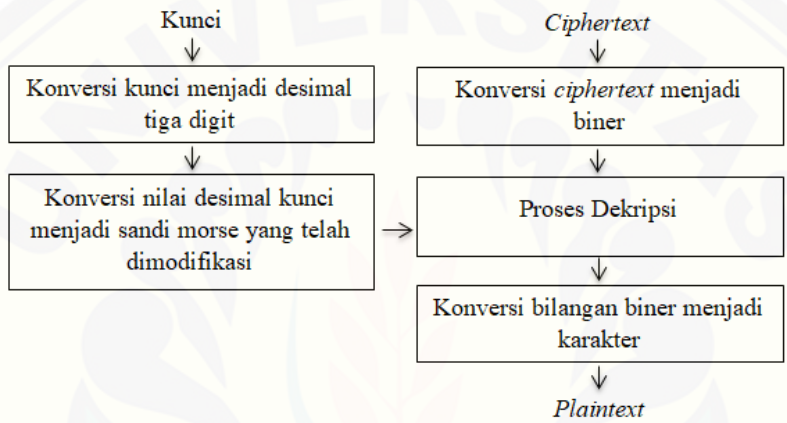 Kunci
Konversi kunci menjadi desimal
tiga digit
Konversi nilai desimal kunci
menjadi sandi morse yang telah
dimodifikasi
Ciphertext
Konversi ciphertext menjadi
biner
Proses Dekripsi
Konversi bilangan biner menjadi
karakter
Plaintext
UNIVERSITAS